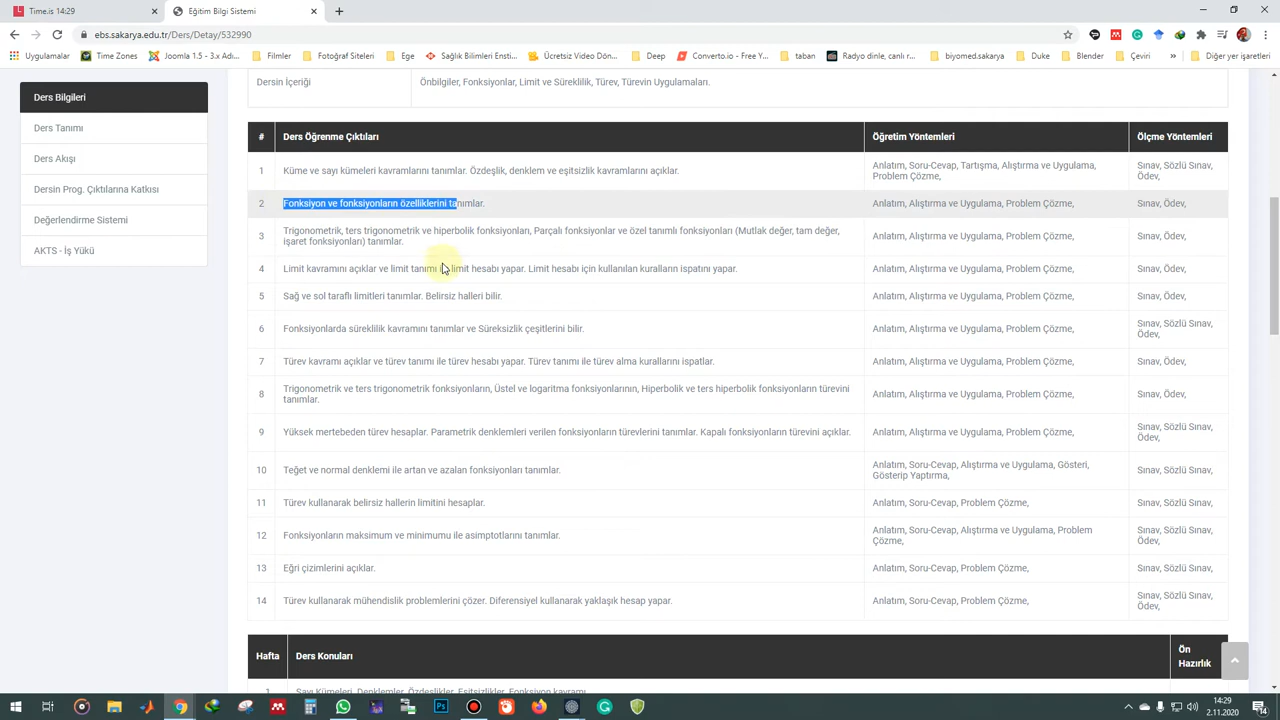 Time.is 14:29
Eğitim Bilgi Sistemi
ebs.sakarya.edu.tr/Ders/Detay/532990
Uygulamalar
Time Zones
Joomla 1.5 - 3.x Adı...
Filmler
Fotoğraf Siteleri
Ege
Sağlık Bilimleri Ensti...
Ücretsiz Video Dön...
Deep
Converto.io - Free Y...
taban
Radyo dinle, canlı r...
biyomed.sakarya
Duke
Blender
Çeviri
»
Diğer yer işaretleri
Ders Bilgileri
Ders Tanımı
Ders Akışı
Dersin Prog. Çıktılarına Katkısı
Değerlendirme Sistemi
AKTS - İş Yükü
Dersin İçeriği
Önbilgiler, Fonksiyonlar, Limit ve Süreklilik, Türev, Türevin Uygulamaları.
# Ders Öğrenme Çıktıları Öğretim Yöntemleri Ölçme Yöntemleri
1 Küme ve sayı kümeleri kavramlarını tanımlar. Özdeşlik, denklem ve eşitsizlik kavramlarını açıklar.
Anlatım, Soru-Cevap, Tartışma, Alıştırma ve Uygulama,
Problem Çözme,
Sınav, Sözlü Sınav,
Ödev,
2 Fonksiyon ve fonksiyonların özelliklerini tanımlar. Anlatım, Alıştırma ve Uygulama, Problem Çözme, Sınav, Ödev,
3 Trigonometrik, ters trigonometrik ve hiperbolik fonksiyonları, Parçalı fonksiyonlar ve özel tanımlı fonksiyonları (Mutlak değer, tam değer,
işaret fonksiyonları) tanımlar.
Anlatım, Alıştırma ve Uygulama, Problem Çözme, Sınav, Ödev,
4 Limit kavramını açıklar ve limit tanımı limit hesabı yapar. Limit hesabı için kullanılan kuralların ispatını yapar. Anlatım, Alıştırma ve Uygulama, Problem Çözme, Sınav, Ödev,
5 Sağ ve sol taraflı limitleri tanımlar. Belirsiz halleri bilir. Anlatım, Alıştırma ve Uygulama, Problem Çözme, Sınav, Ödev,
6 Fonksiyonlarda süreklilik kavramını tanımlar ve Süreksizlik çeşitlerini bilir. Anlatım, Alıştırma ve Uygulama, Problem Çözme,
Sınav, Sözlü Sınav,
Ödev,
7 Türev kavramı açıklar ve türev tanımı ile türev hesabı yapar. Türev tanımı ile türev alma kurallarını ispatlar. Anlatım, Alıştırma ve Uygulama, Problem Çözme, Sınav, Ödev,
8 Trigonometrik ve ters trigonometrik fonksiyonların, Üstel ve logaritma fonksiyonlarının, Hiperbolik ve ters hiperbolik fonksiyonların türevini
tanımlar.
Anlatım, Alıştırma ve Uygulama, Problem Çözme, Sınav, Ödev,
9 Yüksek mertebeden türev hesaplar. Parametrik denklemleri verilen fonksiyonların türevlerini tanımlar. Kapalı fonksiyonların türevini açıklar. Anlatım, Alıştırma ve Uygulama, Problem Çözme,
Sınav, Sözlü Sınav,
Ödev,
10 Teğet ve normal denklemi ile artan ve azalan fonksiyonları tanımlar.
Anlatım, Soru-Cevap, Alıştırma ve Uygulama, Gösteri,
Gösterip Yaptırma,
Sınav, Sözlü Sınav,
11 Türev kullanarak belirsiz hallerin limitini hesaplar. Anlatım, Soru-Cevap, Problem Çözme, Sınav, Sözlü Sınav,
12 Fonksiyonların maksimum ve minimumu ile asimptotlarını tanımlar.
Anlatım, Soru-Cevap, Alıştırma ve Uygulama, Problem
Çözme,
Sınav, Sözlü Sınav,
Ödev,
13 Eğri çizimlerini açıklar. Anlatım, Soru-Cevap, Problem Çözme, Sınav, Sözlü Sınav,
14 Türev kullanarak mühendislik problemlerini çözer. Diferensiyel kullanarak yaklaşık hesap yapar. Anlatım, Soru-Cevap, Problem Çözme,
Sınav, Sözlü Sınav,
Ödev,
Hafta Ders Konuları
Ön
Hazırlık
1 Sayı Kümeleri, Denklemler, Özdeşlikler, Eşitsizlikler, Fonksiyon kavramı
14:29
2.11.2020
14